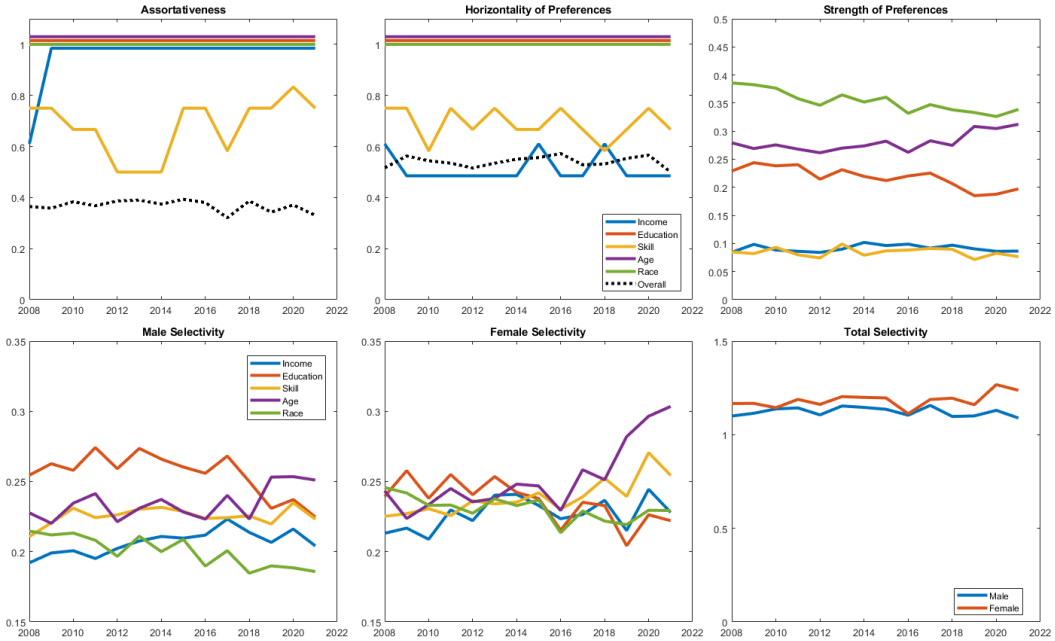 Assortativeness
1
0.8
0.6
0.4
0.2
0
2008 2010 2012 2014 2016 2018 2020 2022
Horizontality of Preferences
1
0.8
0.6
0.4
0.2
0
Income
Education
Skill
Age
Race
Overall
2008 2010 2012 2014 2016 2018 2020 2022
Strength of Preferences
0.5
0.45
0.4
0.35
0.3
0.25
0.2
0.15
0.1
0.05
0
2008 2010 2012 2014 2016 2018 2020 2022
Male Selectivity
0.35
0.3
0.25
0.2
0.15
Income
Education
Skill
Age
Race
2008 2010 2012 2014 2016 2018 2020 2022
Female Selectivity
0.35
0.3
0.25
0.2
0.15
2008 2010 2012 2014 2016 2018 2020 2022
Total Selectivity
1.5
1
0.5
0
Male
Female
2008 2010 2012 2014 2016 2018 2020 2022